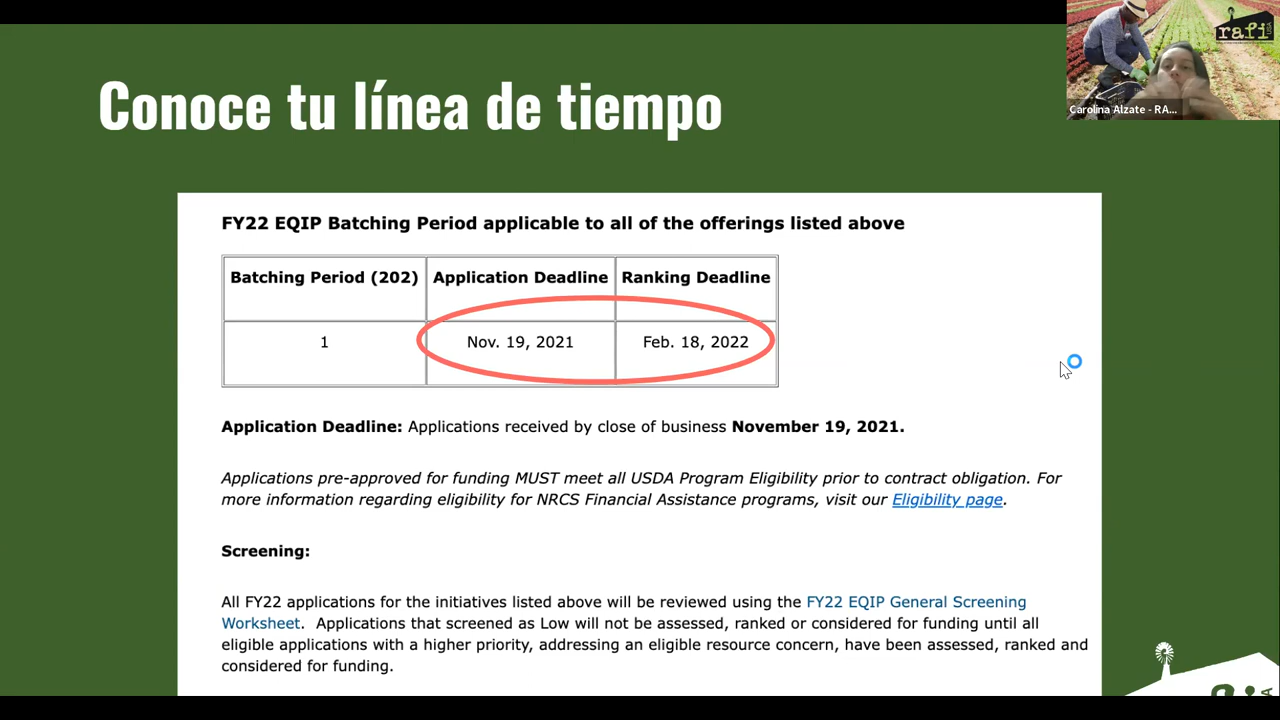 Conoce tu línea de tiempo
rafi
USA
Carolina Alzate - RA...
FY22 EQIP Batching Period applicable to all of the offerings listed above
Batching Period (202) Application Deadline Ranking Deadline
1 Nov. 19, 2021 Feb. 18, 2022
Application Deadline: Applications received by close of business November 19, 2021.
Applications pre-approved for funding MUST meet all USDA Program Eligibility prior to contract obligation. For
more information regarding eligibility for NRCS Financial Assistance programs, visit our Eligibility page.
Screening:
All FY22 applications for the initiatives listed above will be reviewed using the FY22 EQIP General Screening
Worksheet. Applications that screened as Low will not be assessed, ranked or considered for funding until all
eligible applications with a higher priority, addressing an eligible resource concern, have been assessed, ranked and
considered for funding.